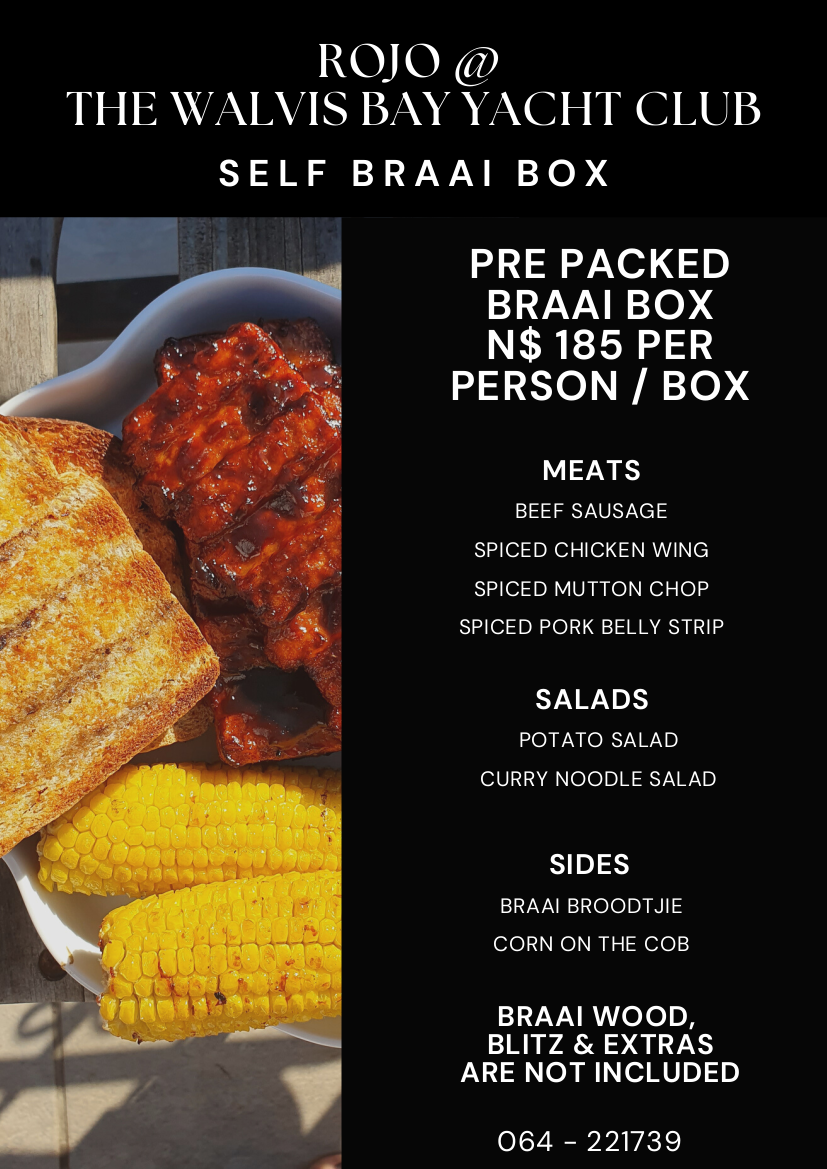 ROJO @
THE WALVIS BAY YACHT CLUB
SELF BRAAI BOX
PRE PACKED
BRAAI BOX
N$ 185 PER
PERSON / BOX
MEATS
BEEF SAUSAGE
SPICED CHICKEN WING
SPICED MUTTON CHOP
SPICED PORK BELLY STRIP
SALADS
POTATO SALAD
CURRY NOODLE SALAD
SIDES
BRAAI BROODTJIE
CORN ON THE COB
BRAAI WOOD,
BLITZ & EXTRAS
ARE NOT INCLUDED
064 - 221739